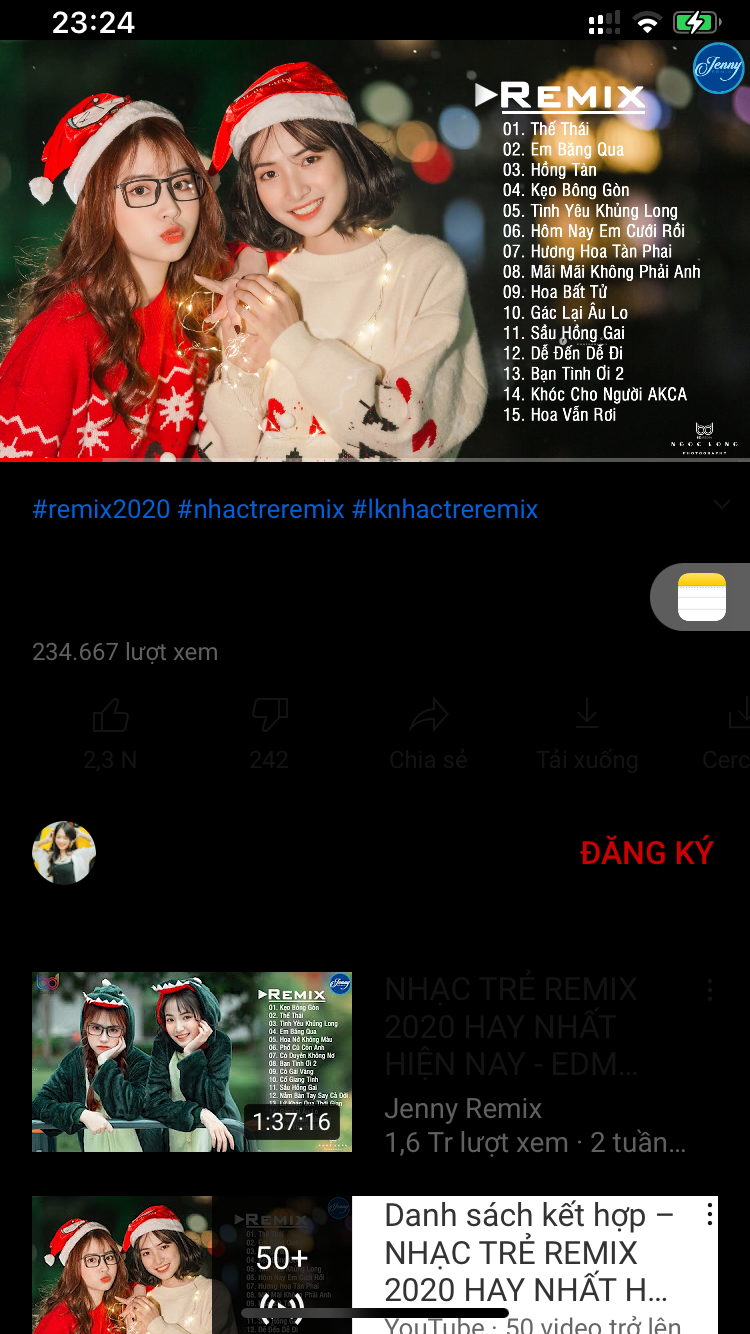 23:24
Jenny
REMIX
01. Thế Thái
02. Em Băng Qua
03. Hồng Tàn
04. Kẹo Bông Gòn
05. Tình Yêu Khủng Long
06. Hôm Nay Em Cưới Rồi
07. Hương Hoa Tàn Phai
08. Mãi Mãi Không Phải Anh
09. Hoa Bất Tử
10. Gác Lại Âu Lo
11. Sầu Hồng Gai
12. Dễ Đến Dễ Đi
13. Bạn Tình Ơi 2
14. Khóc Cho Người AKCA
15. Hoa Vẫn Rơi
NGOC LONG
PHOTOGRAPHY
#remix2020 #nhactreremix #lknhactreremix
234.667 lượt xem
2,3 N 242 Chia sẻ Tải xuống Cerc
ĐĂNG KÝ
Jenny
REMIX
01. Kẹo Bông Gòn
02. Thế Thái
03. Tình Yêu Khủng Long
04. Em Băng Qua
05. Hoa Nở Không Màu
06. Phố Cũ Còn Anh
07. Có Duyên Không Nợ
08. Bạn Tình Ơi 2
09. Cô Gái Vàng
10. Cố Giang Tình
11. Sầu Hồng Gai
12. Nắm Bàn Tay Say Cả Đời
1:37:16
NHẠC TRẺ REMIX
2020 HAY NHẤT
HIỆN NAY - EDM...
Jenny Remix
1,6 Tr lượt xem · 2 tuần...
REMIX
50+
Danh sách kết hợp –
NHẠC TRẺ REMIX
2020 HAY NHẤT H...
YouTube · 50 video trở lên